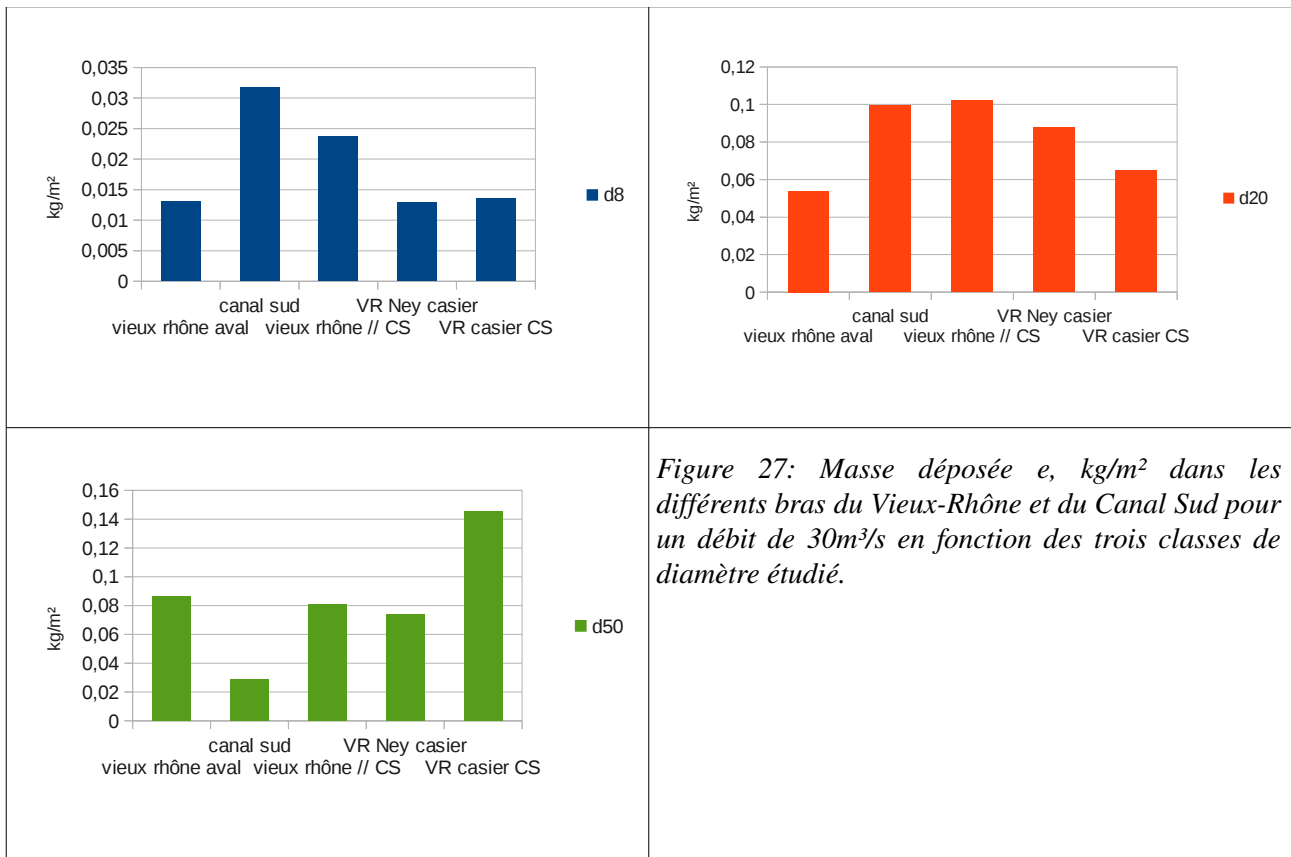 0,035
0,03
0,025
0,02
0,015
0,01
0,005
0
kg/m²
canal sud VR Ney casier
vieux rhône aval vieux rhône // CS VR casier CS
d8
0,12
0,1
0,08
0,06
0,04
0,02
0
kg/m²
canal sud VR Ney casier
vieux rhône aval vieux rhône // CS VR casier CS
d20
0,16
0,14
0,12
0,1
0,08
0,06
0,04
0,02
0
kg/m²
canal sud VR Ney casier
vieux rhône aval vieux rhône // CS VR casier CS
d50
Figure 27: Masse déposée e, kg/m² dans les
différents bras du Vieux-Rhône et du Canal Sud pour
un débit de 30m³/s en fonction des trois classes de
diamètre étudié.